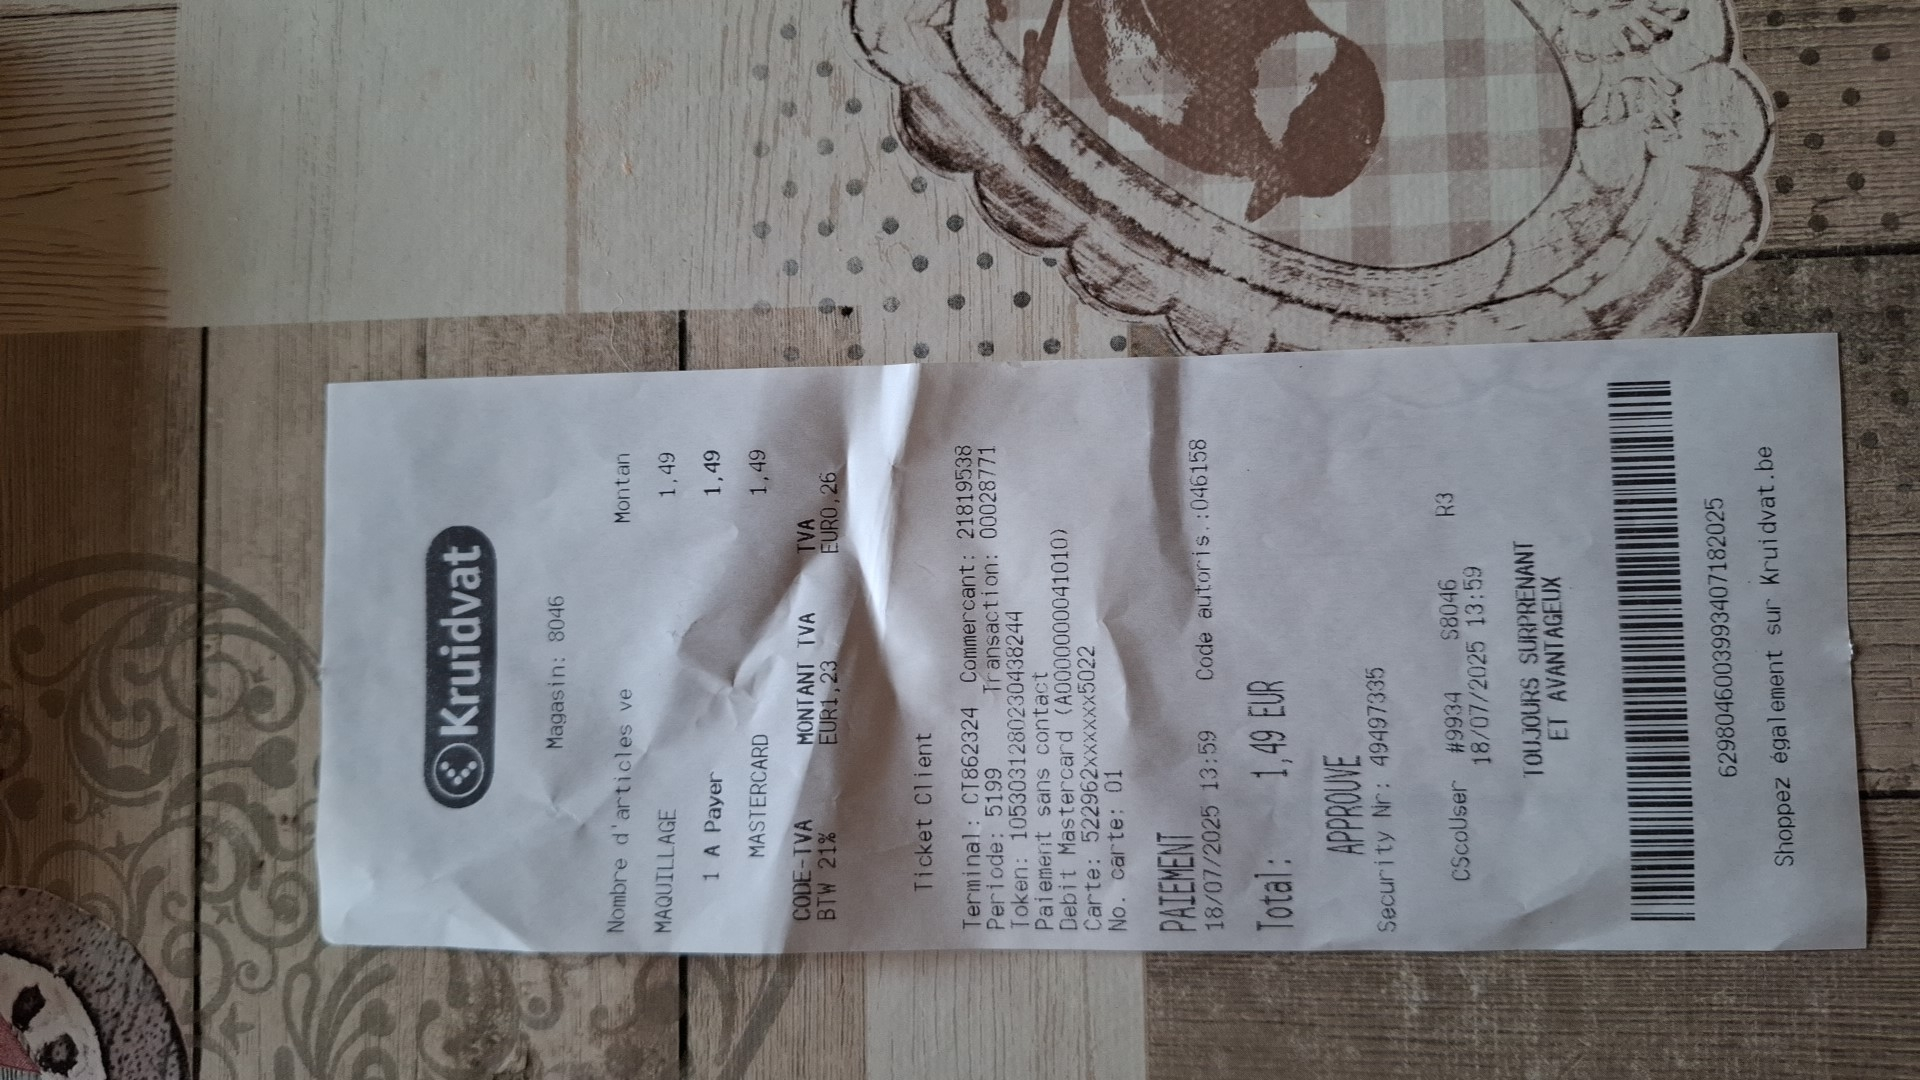 Kruidvat
Magasin: 8046
Nombre d'articles ve Montan
MAQUILLAGE 1,49
1 A Payer 1,49
MASTERCARD 1,49
CODE-TVA MONTANT TVA TVA
BTW 21% EUR1,23 EUR0,26
Ticket Client
Terminal: CT862324 Commercant: 21819538
Periode: 5199 Transaction: 00028771
Token: 1053031128023043​8244
Paiement sans contact
Debit Mastercard (A0000000041010)
Carte: 522962xxxxxx5022
No. carte: 01
PAIEMENT
18/07/2025 13:59 Code autoris.:046158
Total: 1,49 EUR
APPROUVE
Security Nr: 49497335
CScoUser #9934 S8046 R3
18/07/2025 13:59
TOUJOURS SURPRENANT
ET AVANTAGEUX
6298046003993407182025
Shoppez également sur Kruidvat.be